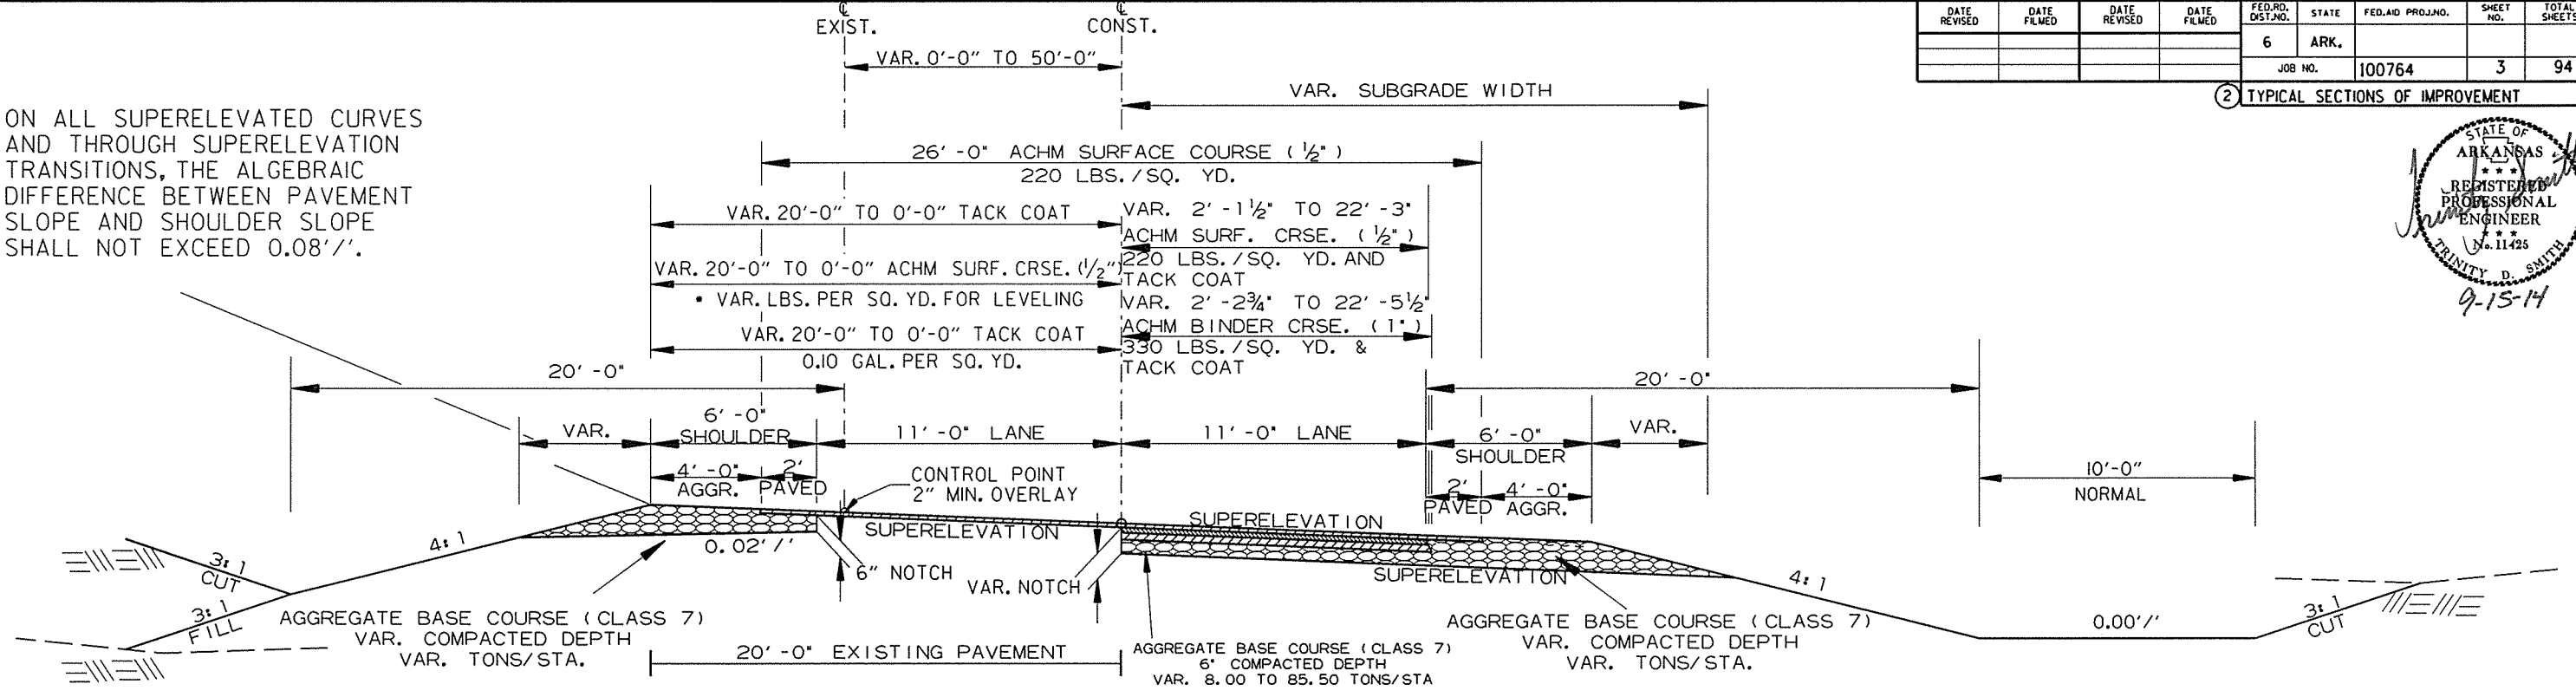 ℄
EXIST.
℄
CONST.
VAR. 0'-0" TO 50'-0"
VAR. SUBGRADE WIDTH
DATE REVISED
DATE FILMED
DATE REVISED
DATE FILMED
FED.RD. DIST.NO.
STATE
FED.AID PROJ.NO.
SHEET NO.
TOTAL SHEETS
6
ARK.
JOB NO.
100764
3
94
2 TYPICAL SECTIONS OF IMPROVEMENT
STATE OF
ARKANSAS
★ ★ ★
REGISTERED
PROFESSIONAL
ENGINEER
★ ★ ★
No. 11425
TRINITY D. SMITH
9-15-14
ON ALL SUPERELEVATED CURVES
AND THROUGH SUPERELEVATION
TRANSITIONS, THE ALGEBRAIC
DIFFERENCE BETWEEN PAVEMENT
SLOPE AND SHOULDER SLOPE
SHALL NOT EXCEED 0.08'/'.
26'-0" ACHM SURFACE COURSE (½")
220 LBS./SQ. YD.
VAR. 20'-0" TO 0'-0" TACK COAT
VAR. 20'-0" TO 0'-0" ACHM SURF. CRSE. (1/2")
* VAR. LBS. PER SQ. YD. FOR LEVELING
VAR. 20'-0" TO 0'-0" TACK COAT
0.10 GAL. PER SQ. YD.
VAR. 2'-1½" TO 22'-3"
ACHM SURF. CRSE. (½")
220 LBS./SQ. YD. AND
TACK COAT
VAR. 2'-2¾" TO 22'-5½"
ACHM BINDER CRSE. (1")
330 LBS./SQ. YD. &
TACK COAT
20'-0"
20'-0"
VAR.
6'-0"
SHOULDER
11'-0" LANE
11'-0" LANE
6'-0"
SHOULDER
VAR.
4'-0"
AGGR.
2'
PAVED
CONTROL POINT
2" MIN. OVERLAY
2'
PAVED
4'-0"
AGGR.
10'-0"
NORMAL
SUPERELEVATION
SUPERELEVATION
0.02'/'
4:1
3:1
CUT
3:1
FILL
6" NOTCH
VAR. NOTCH
SUPERELEVATION
4:1
0.00'/'
3:1
CUT
AGGREGATE BASE COURSE (CLASS 7)
VAR. COMPACTED DEPTH
VAR. TONS/STA.
20'-0" EXISTING PAVEMENT
AGGREGATE BASE COURSE (CLASS 7)
6" COMPACTED DEPTH
VAR. 8.00 TO 85.50 TONS/STA
AGGREGATE BASE COURSE (CLASS 7)
VAR. COMPACTED DEPTH
VAR. TONS/STA.